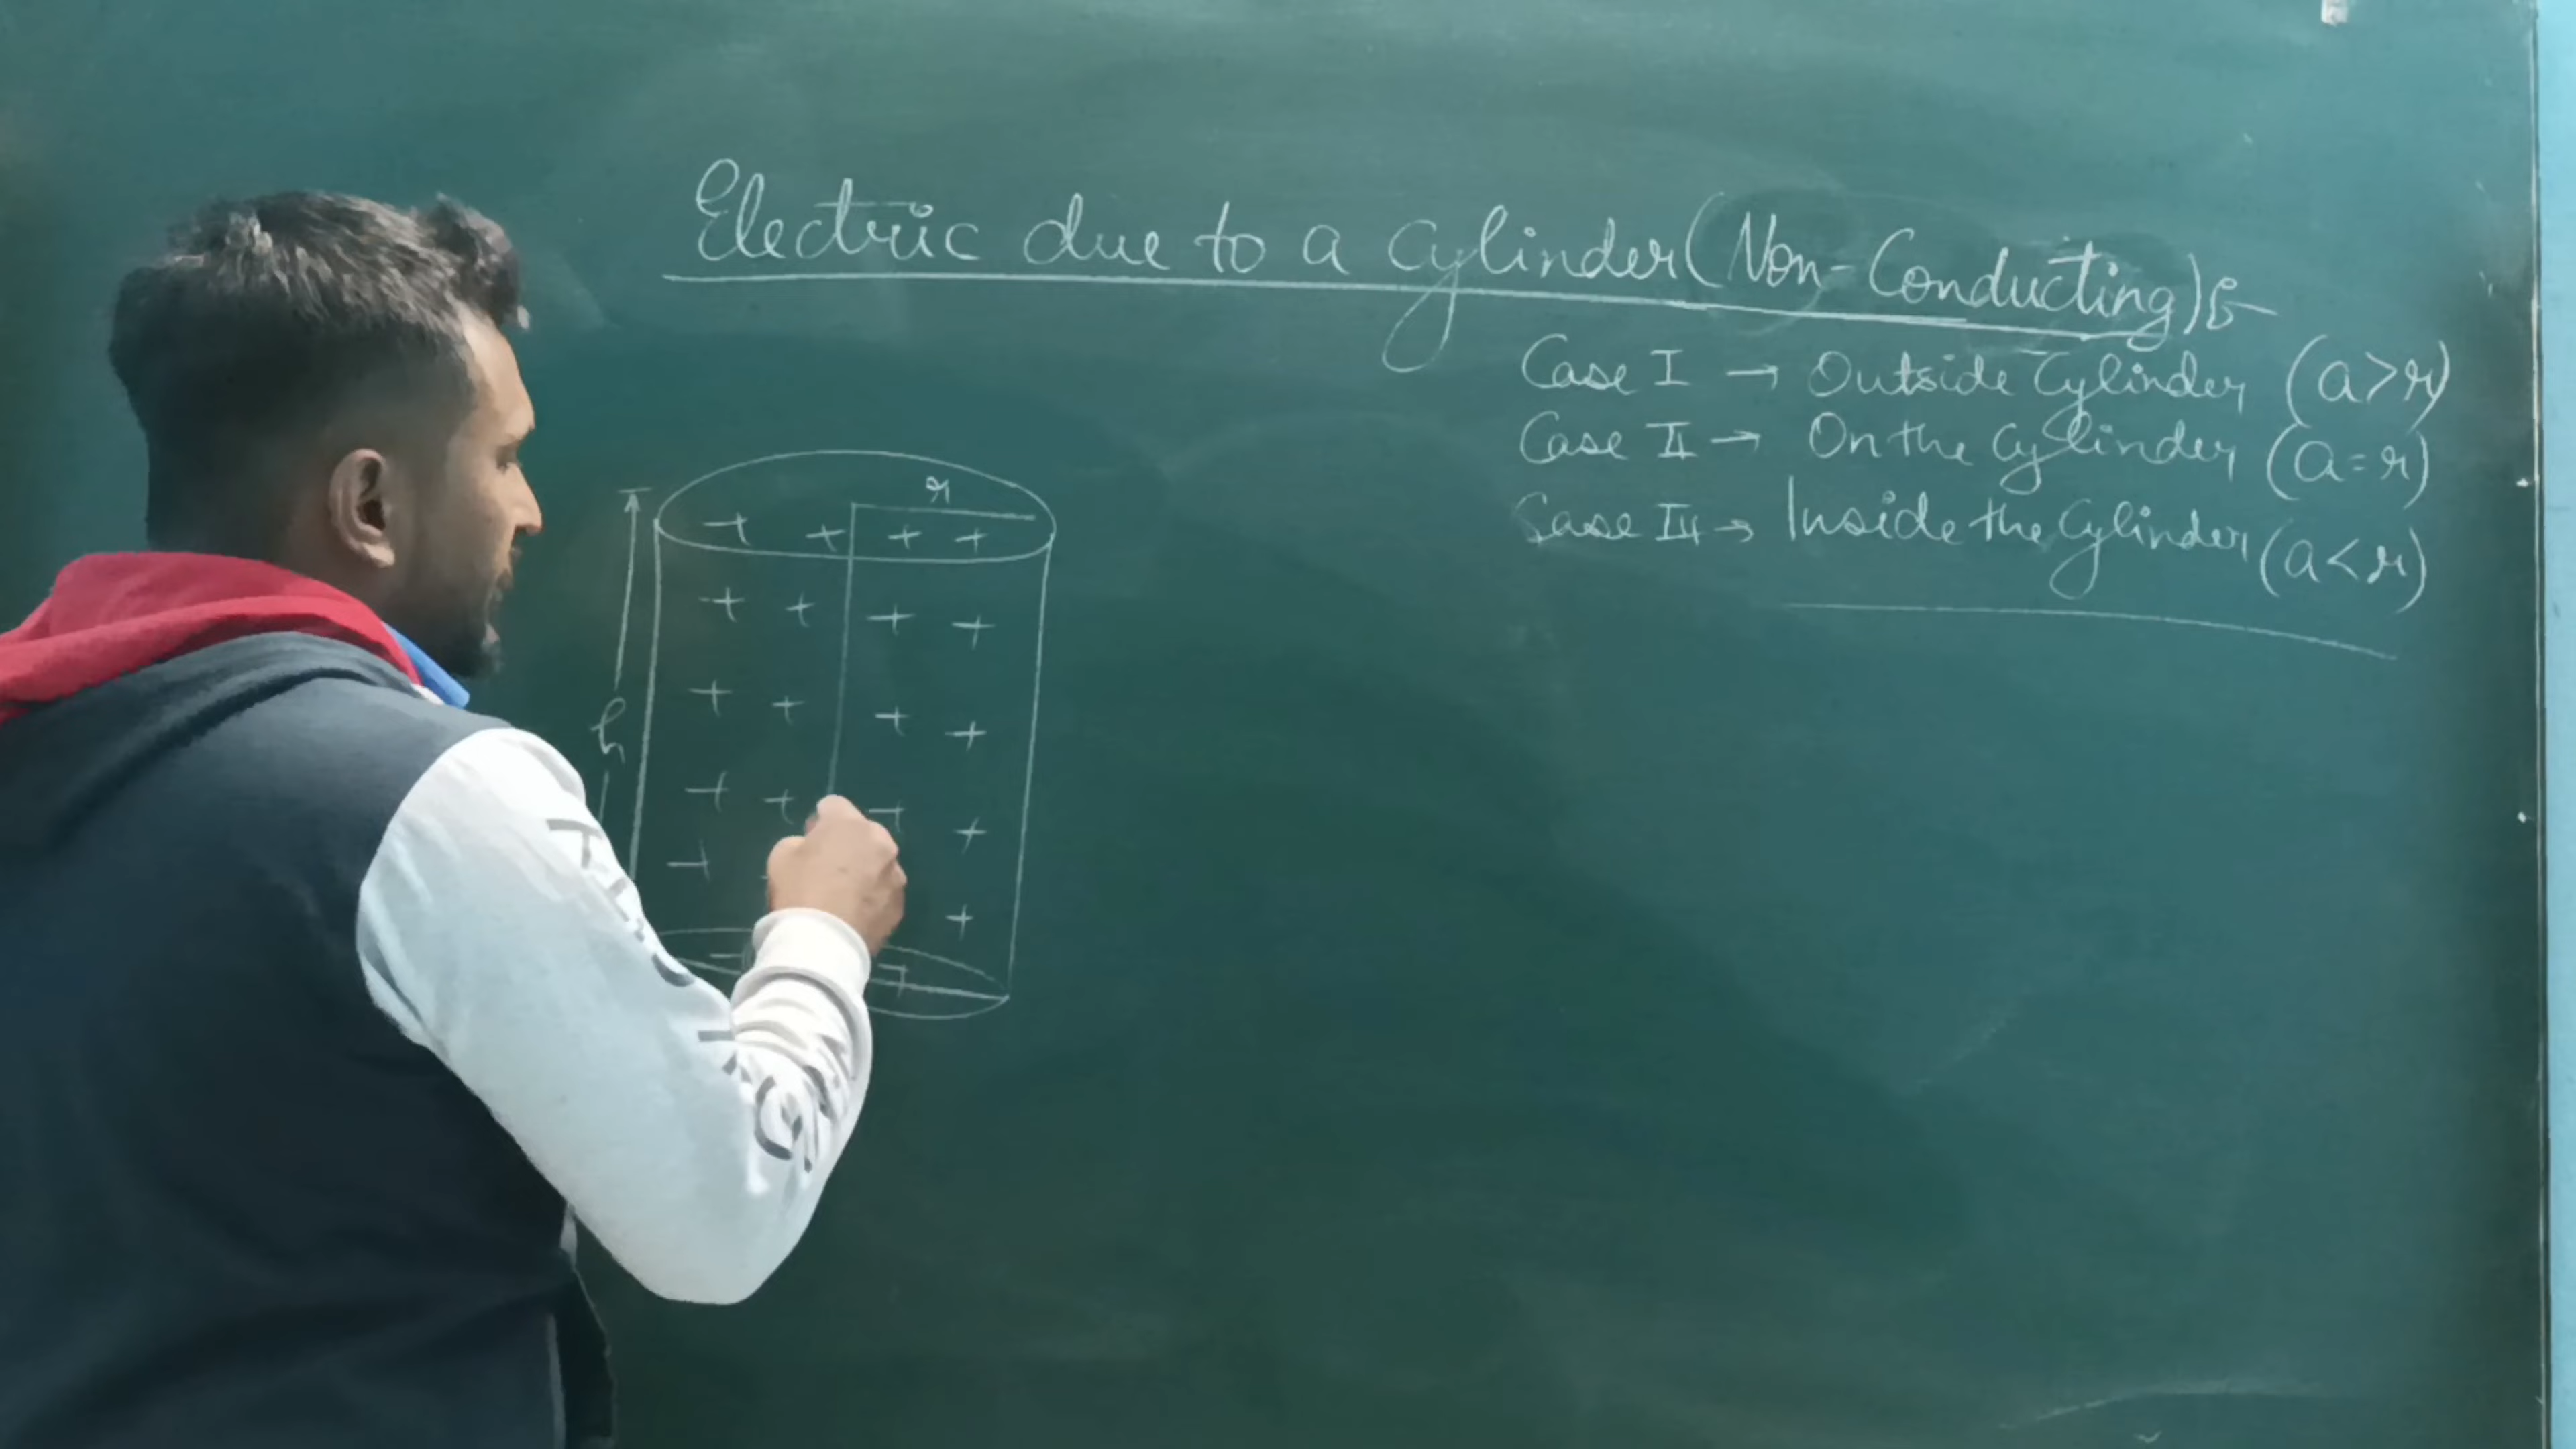 Electric due to a Cylinder (Non-Conducting):-
Case I → Outside Cylinder (a>r)
Case II → On the Cylinder (a=r)
Case III → Inside the Cylinder (a<r)
r
+ + + +
+ + + +
+ + + +
h
+ + + +
+
+